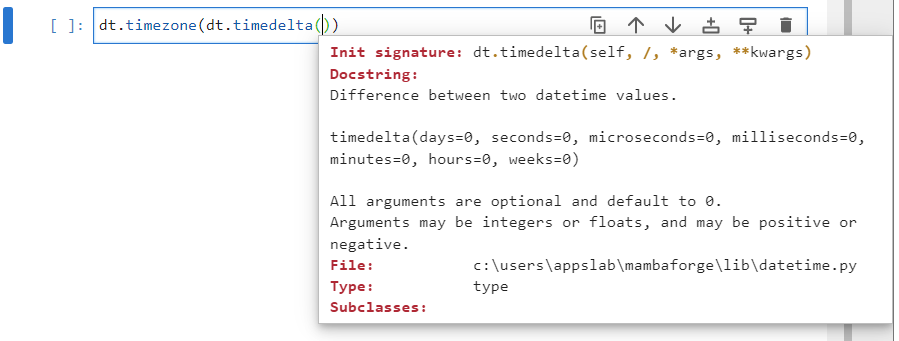 [ ]: dt.timezone(dt.timedelta())
Init signature: dt.timedelta(self, /, *args, **kwargs)
Docstring:
Difference between two datetime values.
timedelta(days=0, seconds=0, microseconds=0, milliseconds=0,
minutes=0, hours=0, weeks=0)
All arguments are optional and default to 0.
Arguments may be integers or floats, and may be positive or
negative.
File: c:\users\appslab\mambaforge\lib\datetime.py
Type: type
Subclasses: